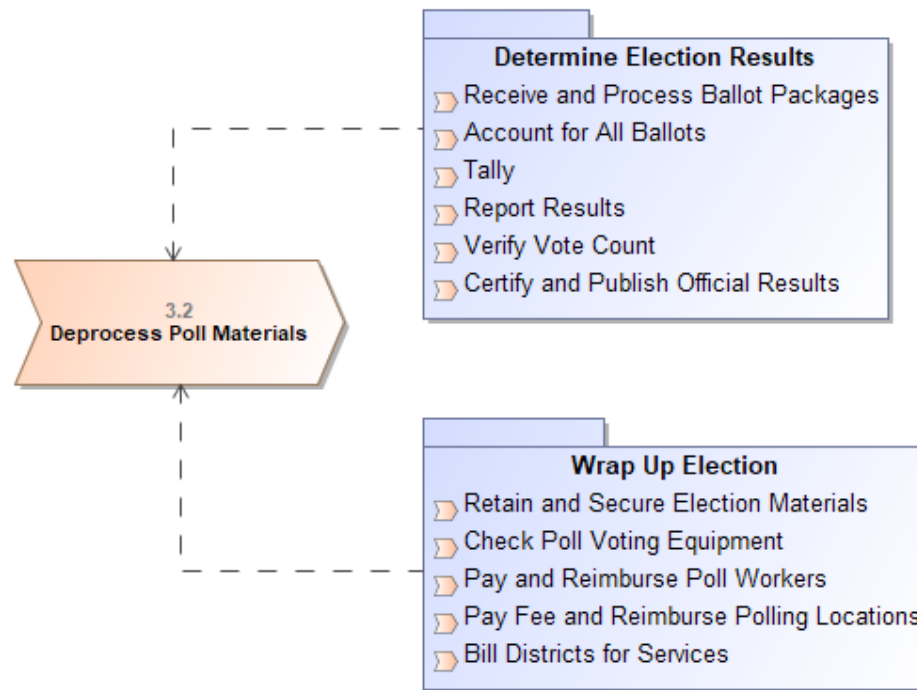 Determine Election Results
Receive and Process Ballot Packages
Account for All Ballots
Tally
Report Results
Verify Vote Count
Certify and Publish Official Results
3.2
Deprocess Poll Materials
Wrap Up Election
Retain and Secure Election Materials
Check Poll Voting Equipment
Pay and Reimburse Poll Workers
Pay Fee and Reimburse Polling Locations
Bill Districts for Services